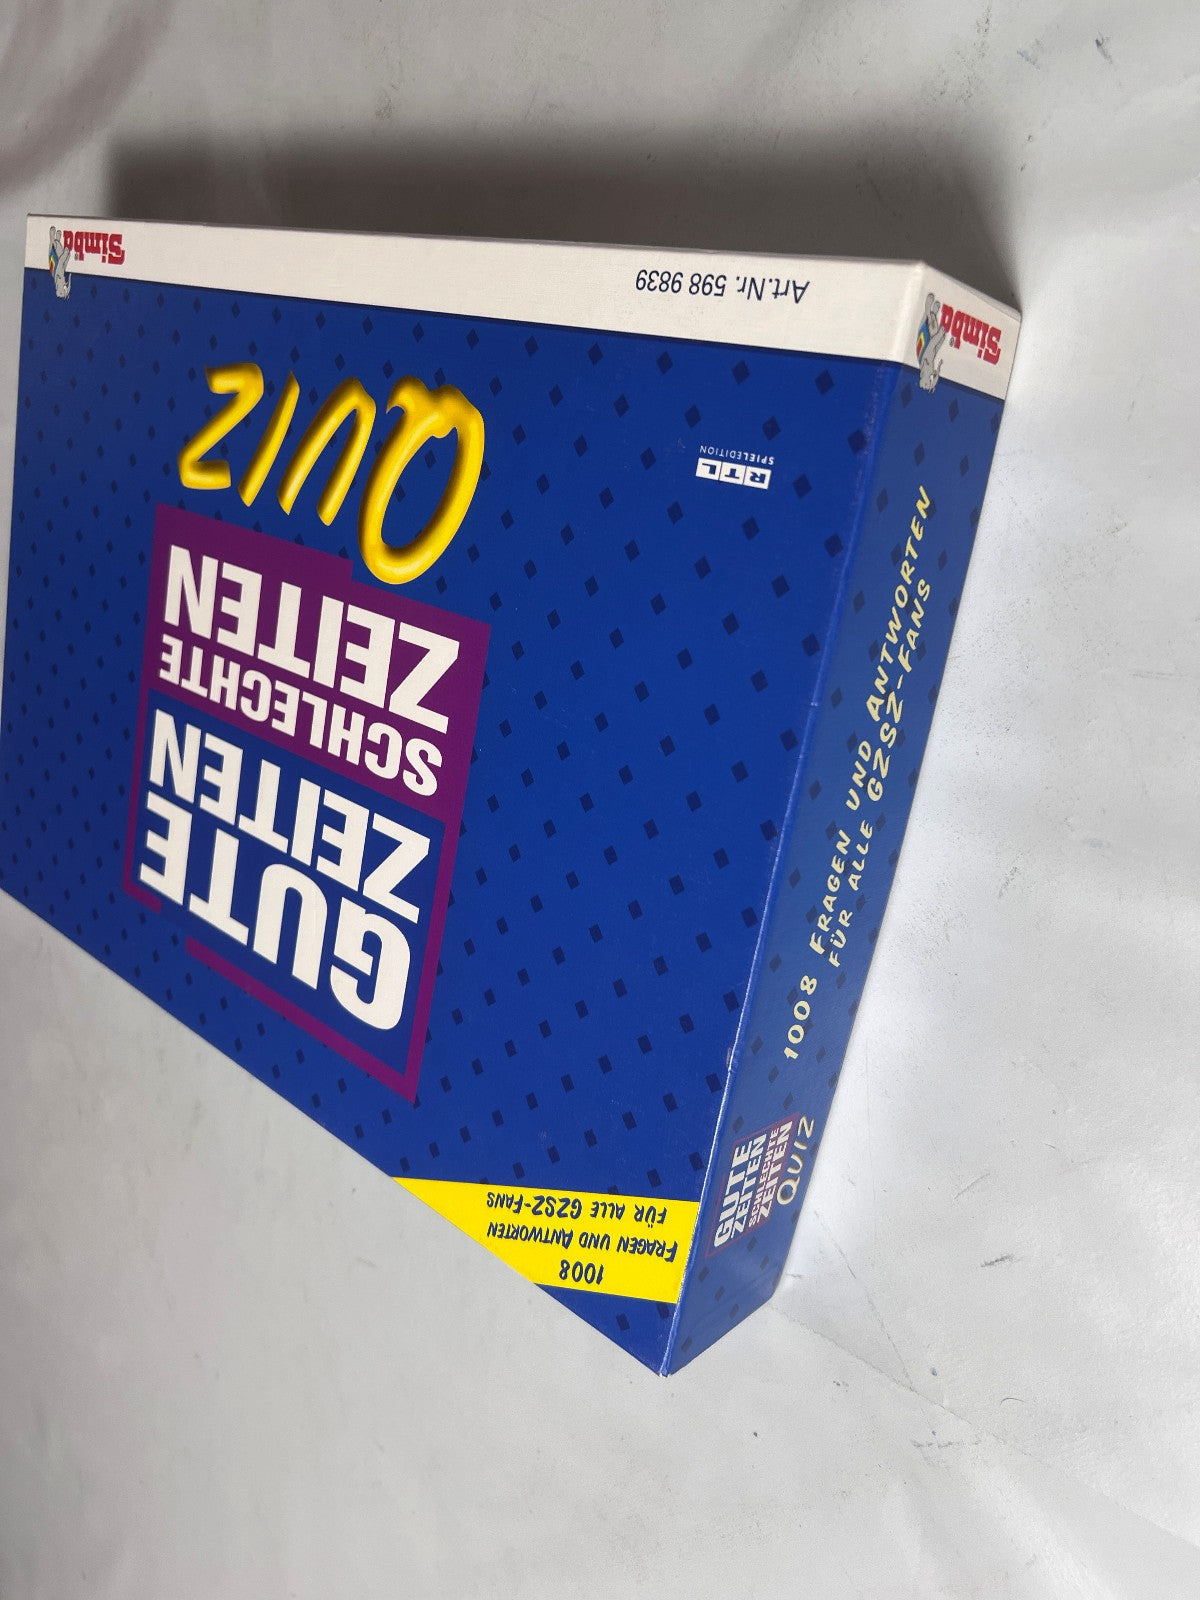 1008
FRAGEN UND ANTWORTEN
FÜR ALLE GZSZ-FANS
GUTE
ZEITEN
SCHLECHTE
ZEITEN
QUIZ
RTL
SPIELEDITION
Art.Nr. 598 9839
Simba
Simba
GUTE
ZEITEN
SCHLECHTE
ZEITEN
QUIZ
1008 FRAGEN UND ANTWORTEN
FÜR ALLE GZSZ-FANS